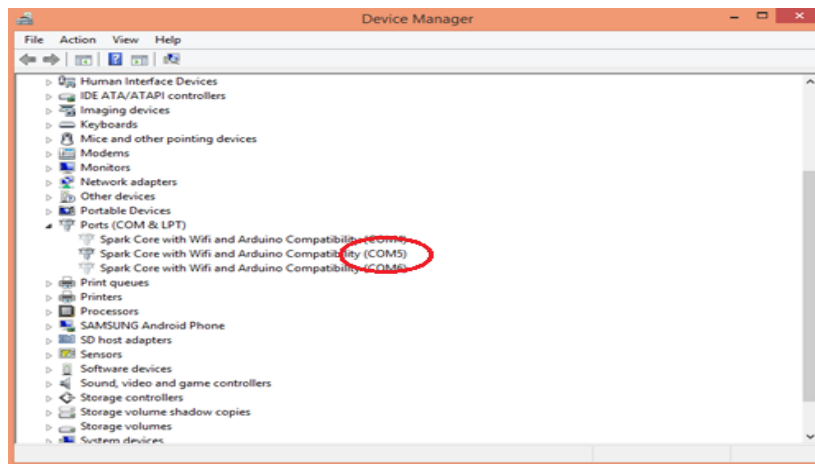 Device Manager
File Action View Help
Human Interface Devices
IDE ATA/ATAPI controllers
Imaging devices
Keyboards
Mice and other pointing devices
Modems
Monitors
Network adapters
Other devices
Portable Devices
Ports (COM & LPT)
Spark Core with Wifi and Arduino Compatibility (COM4)
Spark Core with Wifi and Arduino Compatibility (COM5)
Spark Core with Wifi and Arduino Compatibility (COM6)
Print queues
Printers
Processors
SAMSUNG Android Phone
SD host adapters
Sensors
Software devices
Sound, video and game controllers
Storage controllers
Storage volume shadow copies
Storage volumes
System devices